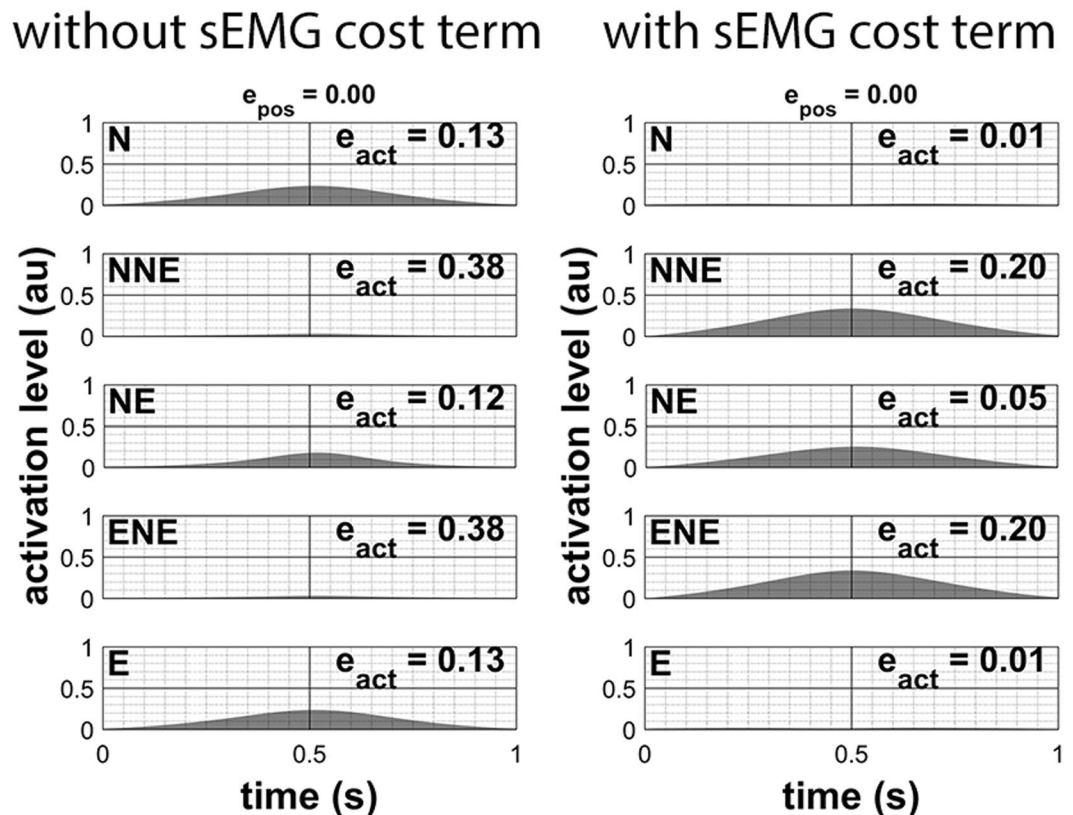 without sEMG cost term
with sEMG cost term
e_pos = 0.00
e_pos = 0.00
activation level (au)
activation level (au)
1
0.5
0
N
e_act = 0.13
1
0.5
0
N
e_act = 0.01
1
0.5
0
NNE
e_act = 0.38
1
0.5
0
NNE
e_act = 0.20
1
0.5
0
NE
e_act = 0.12
1
0.5
0
NE
e_act = 0.05
1
0.5
0
ENE
e_act = 0.38
1
0.5
0
ENE
e_act = 0.20
1
0.5
0
E
e_act = 0.13
1
0.5
0
E
e_act = 0.01
0 0.5 1
0 0.5 1
time (s)
time (s)